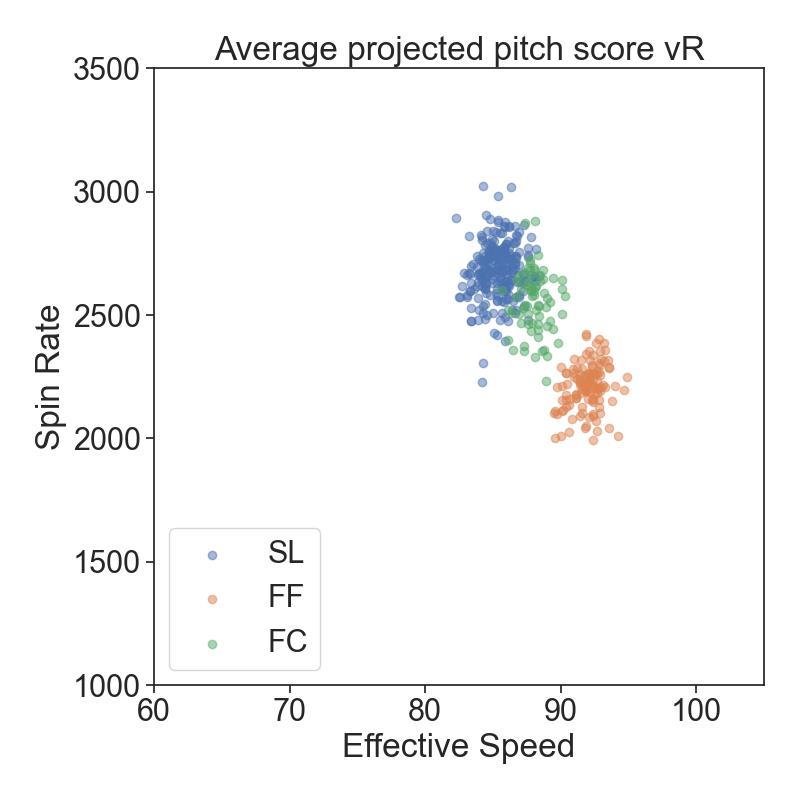 Average projected pitch score vR
3500
3000
2500
2000
1500
1000
Spin Rate
SL
FF
FC
60 70 80 90 100
Effective Speed